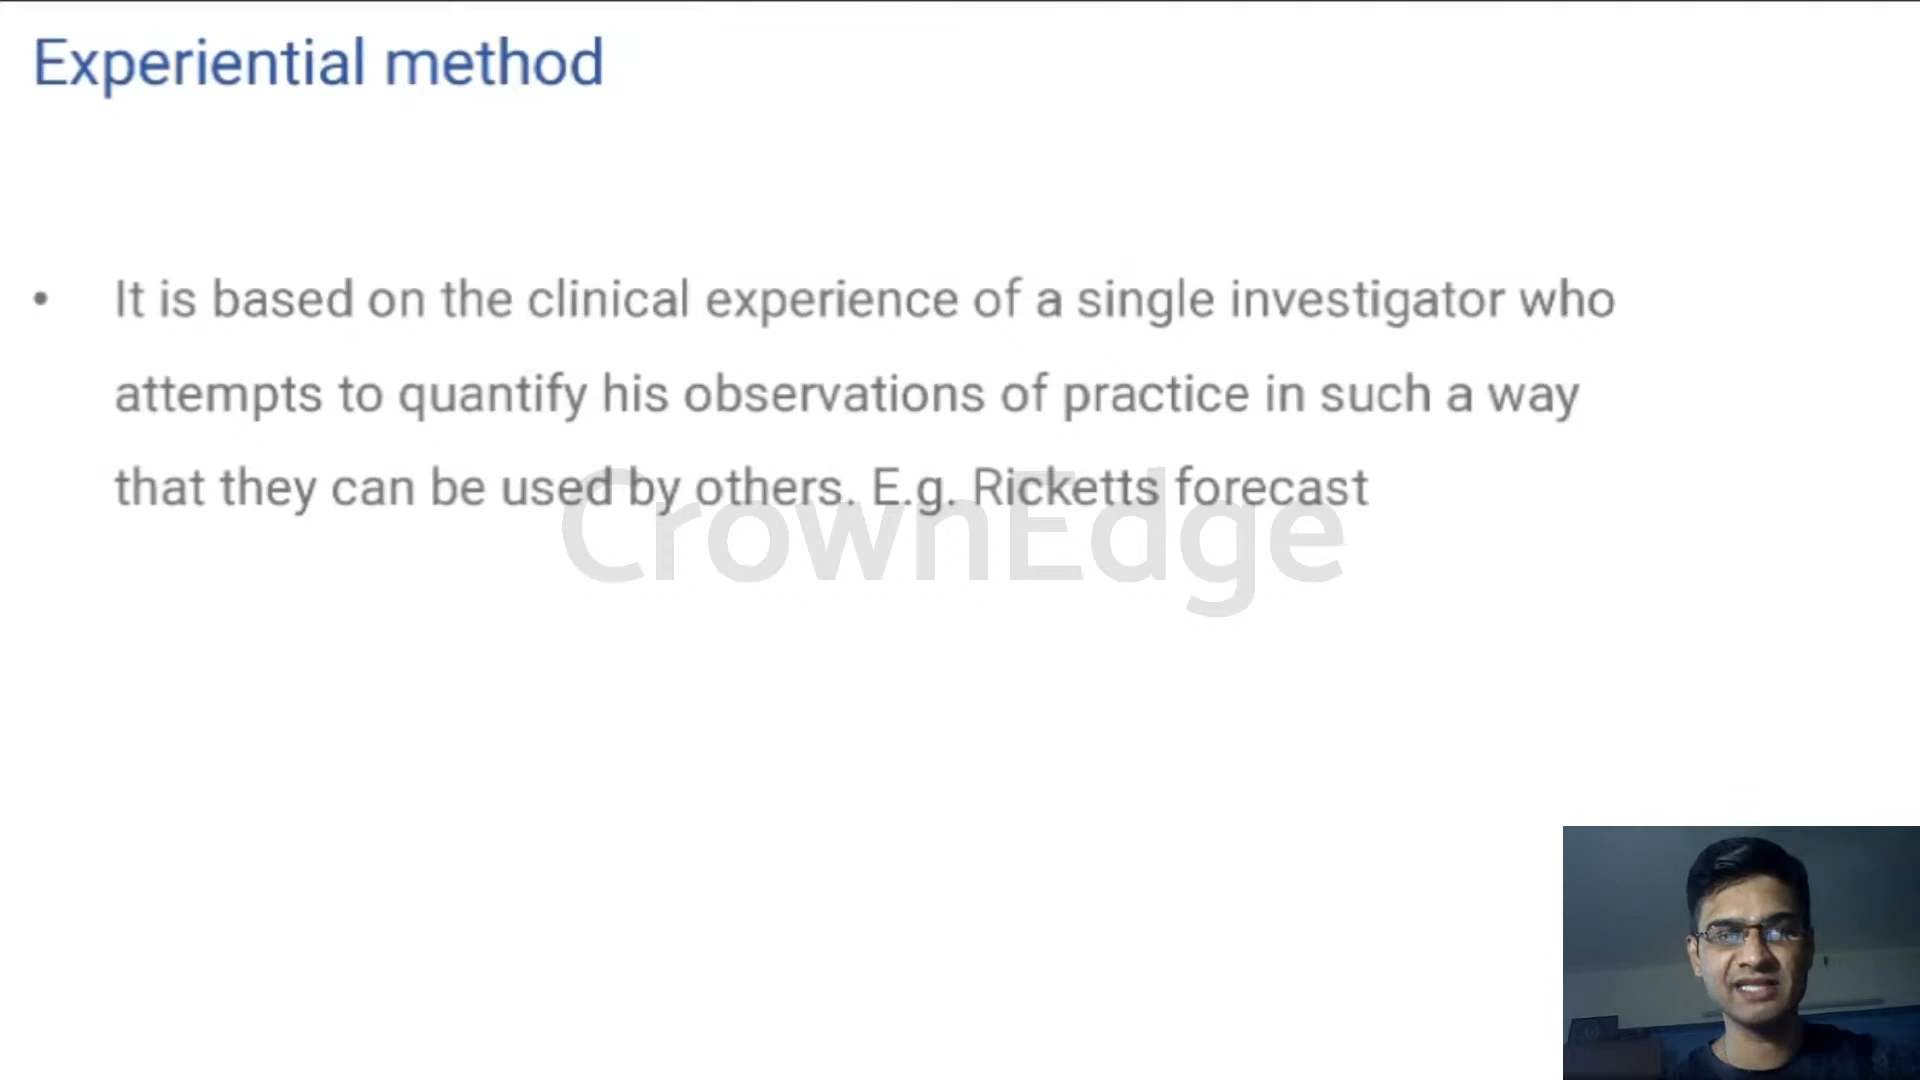 Experiential method
• It is based on the clinical experience of a single investigator who
attempts to quantify his observations of practice in such a way
that they can be used by others. E.g. Ricketts forecast
CrownEdge